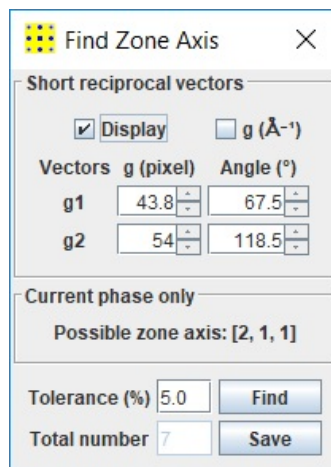 Find Zone Axis
Short reciprocal vectors
Display g (Å⁻¹)
Vectors g (pixel) Angle (°)
g1 43.8 67.5
g2 54 118.5
Current phase only
Possible zone axis: [2, 1, 1]
Tolerance (%) 5.0 Find
Total number 7 Save